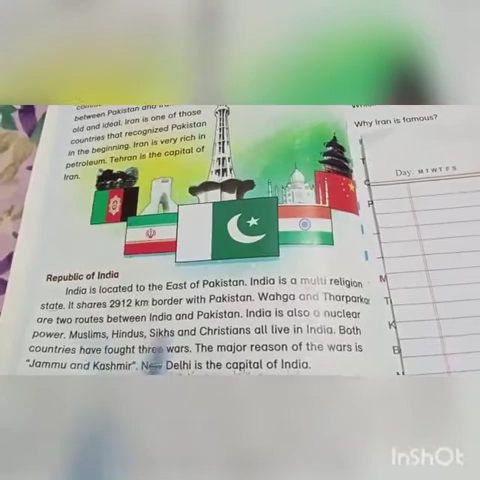 between Pakistan and
old and ideal. Iran is one of those
countries that recognized Pakistan
in the beginning. Iran is very rich in
petroleum. Tehran is the capital of
Iran.
Why Iran is famous?
Day: M T W T F S
Republic of India
India is located to the East of Pakistan. India is a multi religion
state. It shares 2912 km border with Pakistan. Wahga and Tharparkar
are two routes between India and Pakistan. India is also a nuclear
power. Muslims, Hindus, Sikhs and Christians all live in India. Both
countries have fought three wars. The major reason of the wars is
"Jammu and Kashmir". New Delhi is the capital of India.
InShOt